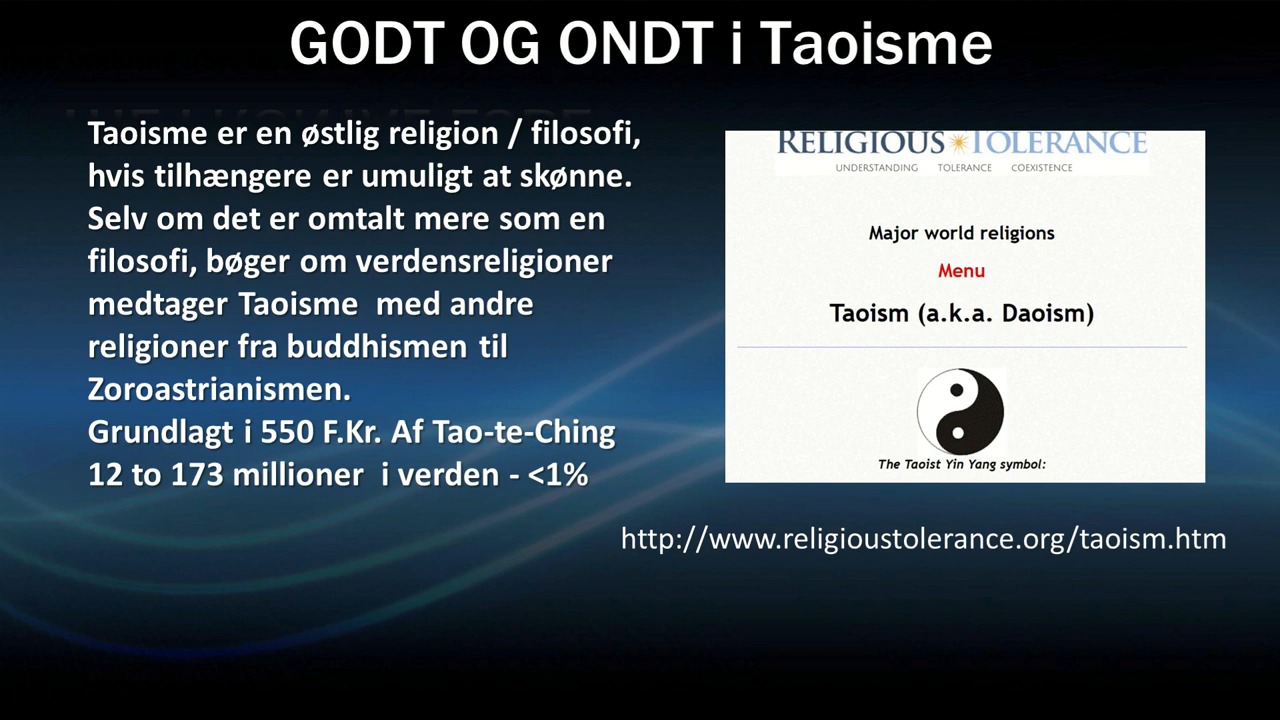 GODT OG ONDT i Taoisme
Taoisme er en østlig religion / filosofi,
hvis tilhængere er umuligt at skønne.
Selv om det er omtalt mere som en
filosofi, bøger om verdensreligioner
medtager Taoisme  med andre
religioner fra buddhismen til
Zoroastrianismen.
Grundlagt i 550 F.Kr. Af Tao-te-Ching
12 to 173 millioner  i verden - <1%
RELIGIOUS TOLERANCE
UNDERSTANDING TOLERANCE COEXISTENCE
Major world religions
Menu
Taoism (a.k.a. Daoism)
The Taoist Yin Yang symbol:
http://www.religioustolerance.org/taoism.htm